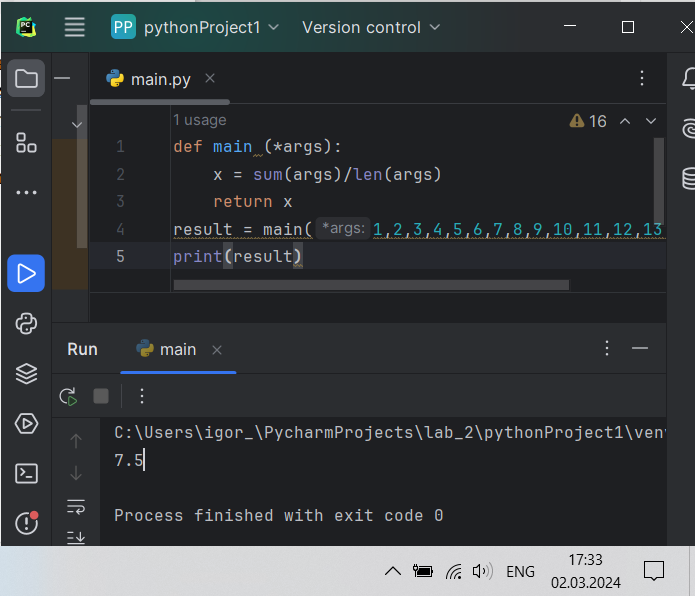 PC
PP pythonProject1 Version control
main.py
1 usage
16
1 def main (*args):
2 x = sum(args)/len(args)
3 return x
4 result = main( *args: 1,2,3,4,5,6,7,8,9,10,11,12,13
5 print(result)
Run main
C:\Users\igor_\PycharmProjects\lab_2\pythonProject1\ven
7.5
Process finished with exit code 0
ENG
17:33
02.03.2024